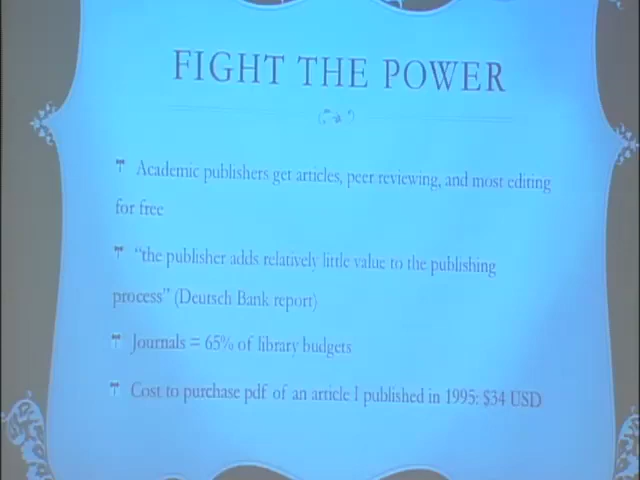 FIGHT THE POWER
Academic publishers get articles, peer reviewing, and most editing
for free
"the publisher adds relatively little value to the publishing
process" (Deutsch Bank report)
Journals = 65% of library budgets
Cost to purchase pdf of an article I published in 1995: $34 USD